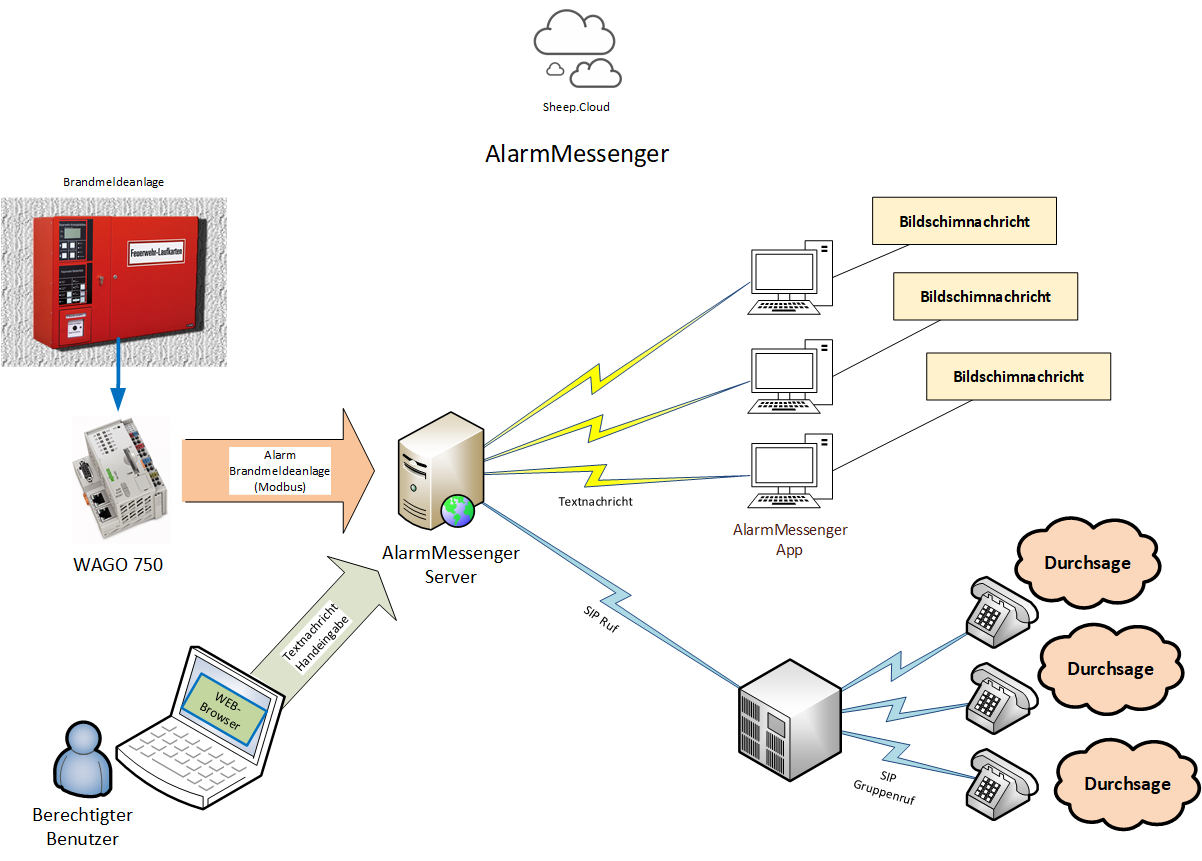 Sheep.Cloud
AlarmMessenger
Brandmeldeanlage
Feuerwehr-Laufkarten
Bildschimnachricht
Bildschimnachricht
Bildschimnachricht
WAGO 750
Alarm
Brandmeldeanlage
(Modbus)
AlarmMessenger
Server
Textnachricht
AlarmMessenger
App
SIP Ruf
Durchsage
Durchsage
Durchsage
SIP
Gruppenruf
Textnachricht
Handeingabe
WEB-
Browser
Berechtigter
Benutzer